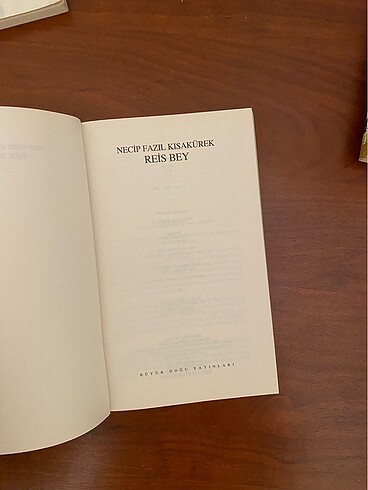 NECİP FAZIL KISAKÜREK
REİS BEY
BÜYÜK DOĞU YAYINLARI